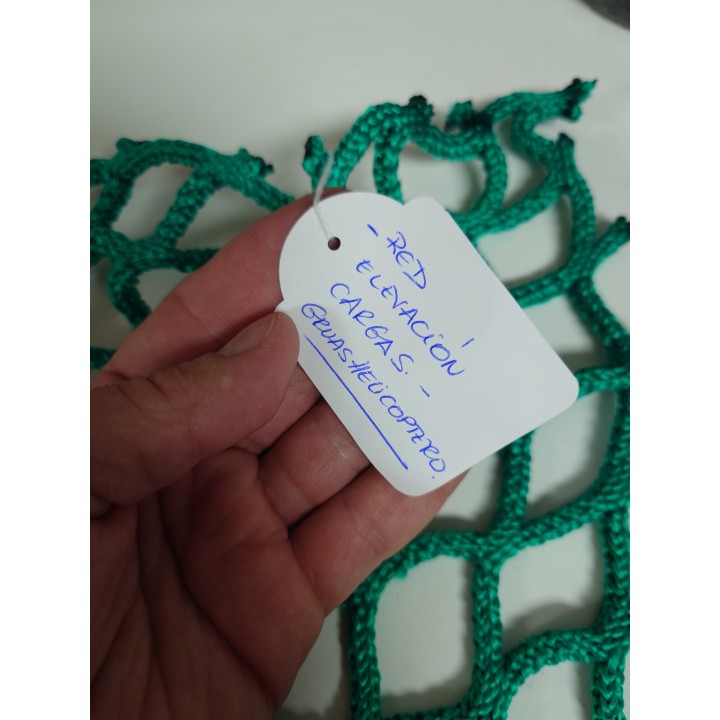 - RED
ELEVACIÓN
CARGAS. -
GRUAS HELICOPTERO.